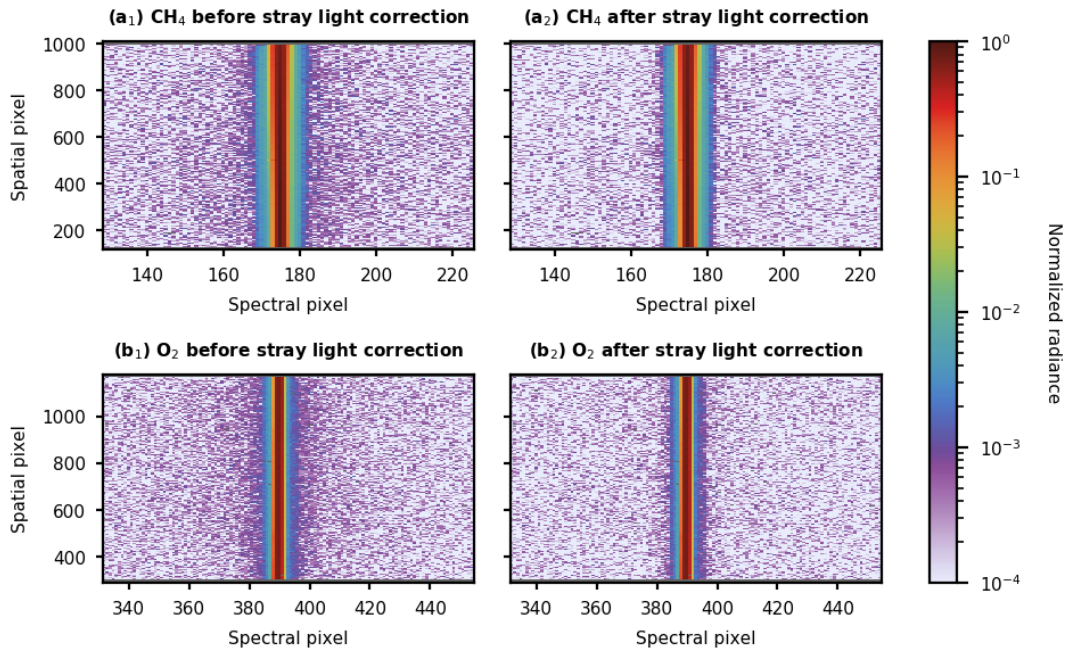 (a₁) CH₄ before stray light correction
(a₂) CH₄ after stray light correction
1000
800
600
400
200
Spatial pixel
140 160 180 200 220
Spectral pixel
140 160 180 200 220
Spectral pixel
(b₁) O₂ before stray light correction
(b₂) O₂ after stray light correction
1000
800
600
400
Spatial pixel
340 360 380 400 420 440
Spectral pixel
340 360 380 400 420 440
Spectral pixel
10⁰
10⁻¹
10⁻²
10⁻³
10⁻⁴
Normalized radiance